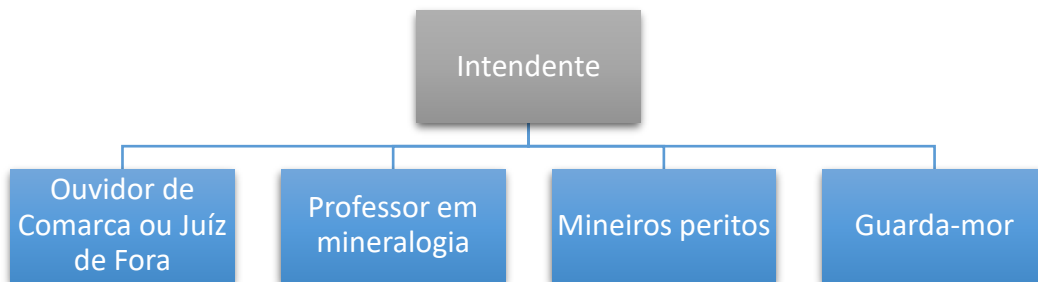 Intendente
Ouvidor de
Comarca ou Juíz
de Fora
Professor em
mineralogia
Mineiros peritos
Guarda-mor